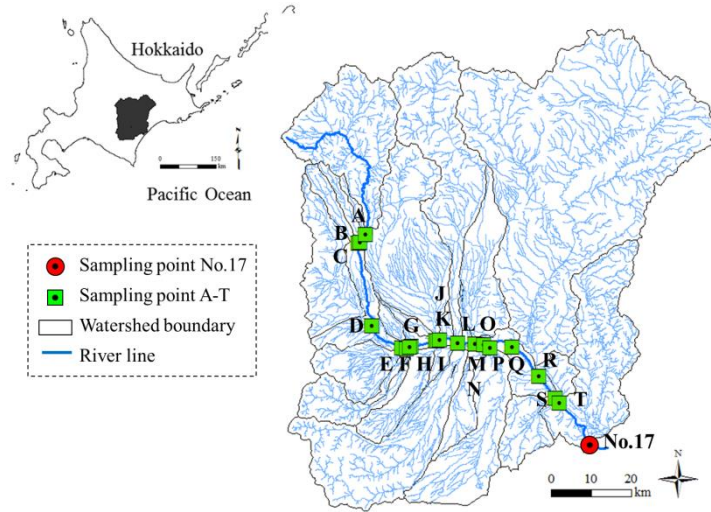 Hokkaido
N
0 150
km
Pacific Ocean
Sampling point No.17
Sampling point A-T
Watershed boundary
River line
A
B
C
D
E
F
G
H
I
J
K
L
M
N
O
P
Q
R
S
T
No.17
N
0 10 20
km